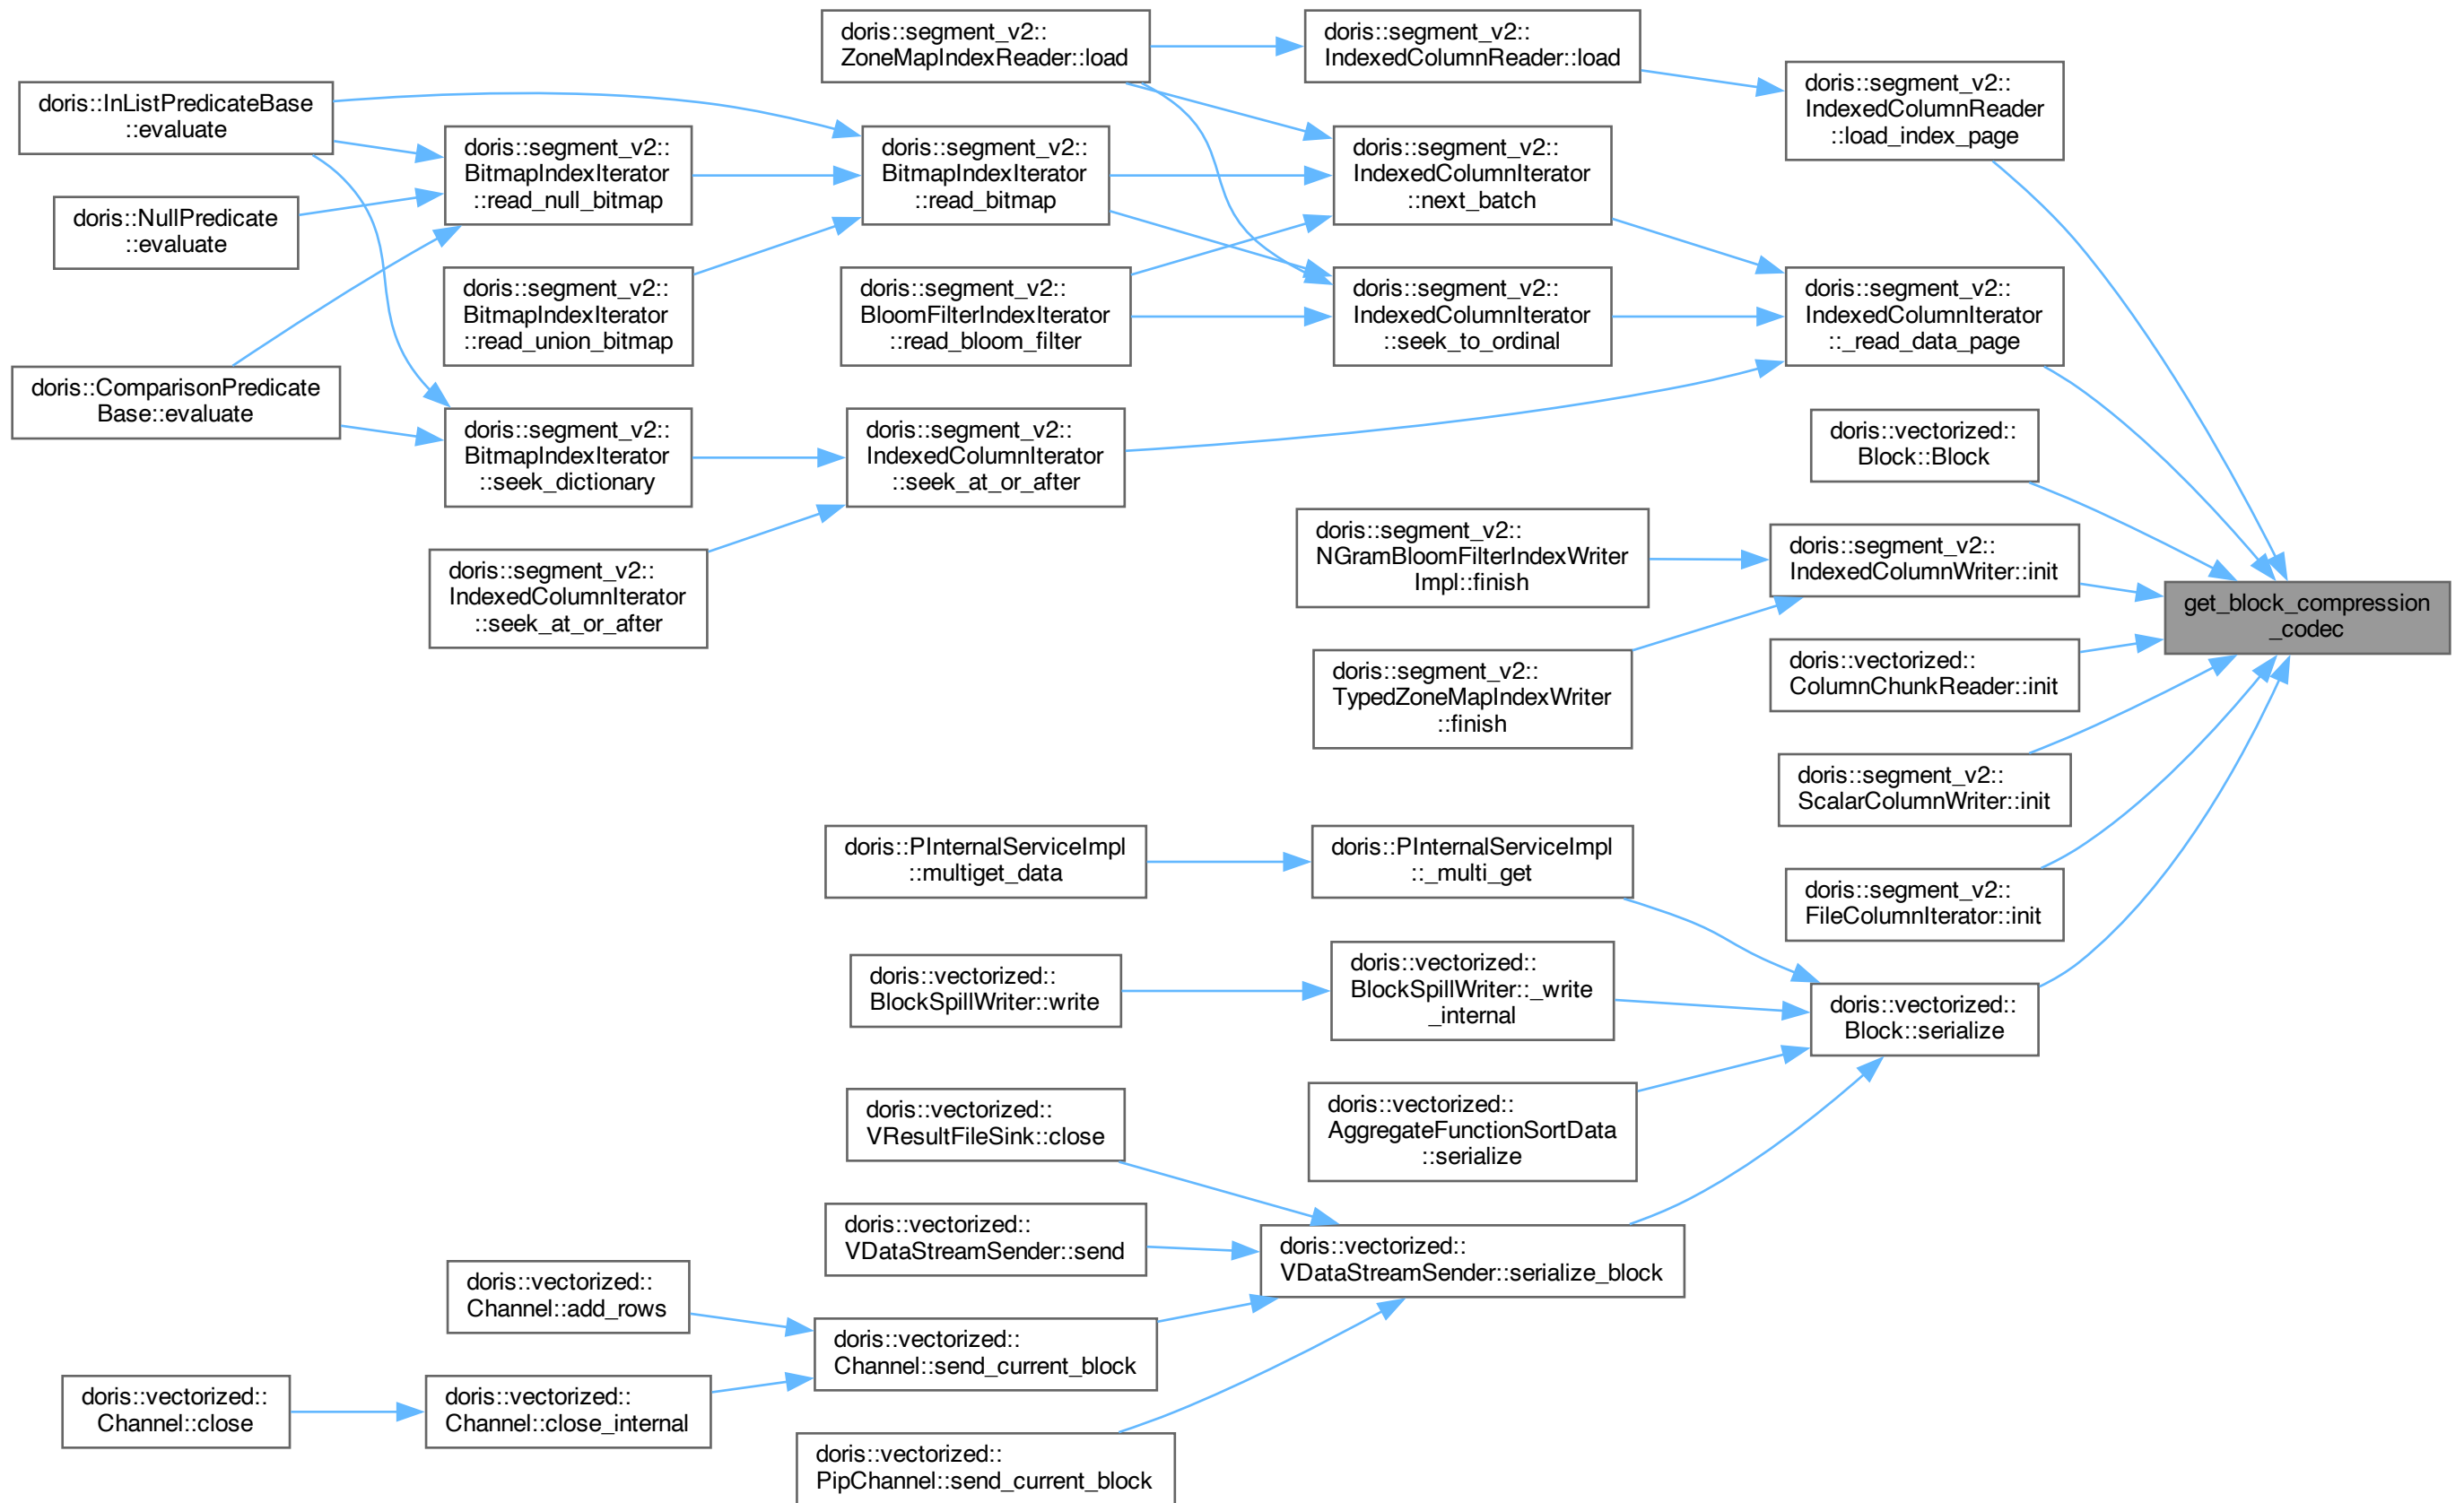 doris::segment_v2::
ZoneMapIndexReader::load
doris::segment_v2::
IndexedColumnReader::load
doris::segment_v2::
IndexedColumnReader
::load_index_page
doris::InListPredicateBase
::evaluate
doris::segment_v2::
BitmapIndexIterator
::read_null_bitmap
doris::segment_v2::
BitmapIndexIterator
::read_bitmap
doris::segment_v2::
IndexedColumnIterator
::next_batch
doris::NullPredicate
::evaluate
doris::segment_v2::
BitmapIndexIterator
::read_union_bitmap
doris::segment_v2::
BloomFilterIndexIterator
::read_bloom_filter
doris::segment_v2::
IndexedColumnIterator
::seek_to_ordinal
doris::segment_v2::
IndexedColumnIterator
::_read_data_page
doris::ComparisonPredicate
Base::evaluate
doris::segment_v2::
BitmapIndexIterator
::seek_dictionary
doris::segment_v2::
IndexedColumnIterator
::seek_at_or_after
doris::vectorized::
Block::Block
doris::segment_v2::
IndexedColumnIterator
::seek_at_or_after
doris::segment_v2::
NGramBloomFilterIndexWriter
Impl::finish
doris::segment_v2::
IndexedColumnWriter::init
get_block_compression
_codec
doris::segment_v2::
TypedZoneMapIndexWriter
::finish
doris::vectorized::
ColumnChunkReader::init
doris::segment_v2::
ScalarColumnWriter::init
doris::PInternalServiceImpl
::multiget_data
doris::PInternalServiceImpl
::_multi_get
doris::segment_v2::
FileColumnIterator::init
doris::vectorized::
BlockSpillWriter::write
doris::vectorized::
BlockSpillWriter::_write
_internal
doris::vectorized::
Block::serialize
doris::vectorized::
VResultFileSink::close
doris::vectorized::
AggregateFunctionSortData
::serialize
doris::vectorized::
VDataStreamSender::send
doris::vectorized::
VDataStreamSender::serialize_block
doris::vectorized::
Channel::add_rows
doris::vectorized::
Channel::send_current_block
doris::vectorized::
Channel::close
doris::vectorized::
Channel::close_internal
doris::vectorized::
PipChannel::send_current_block